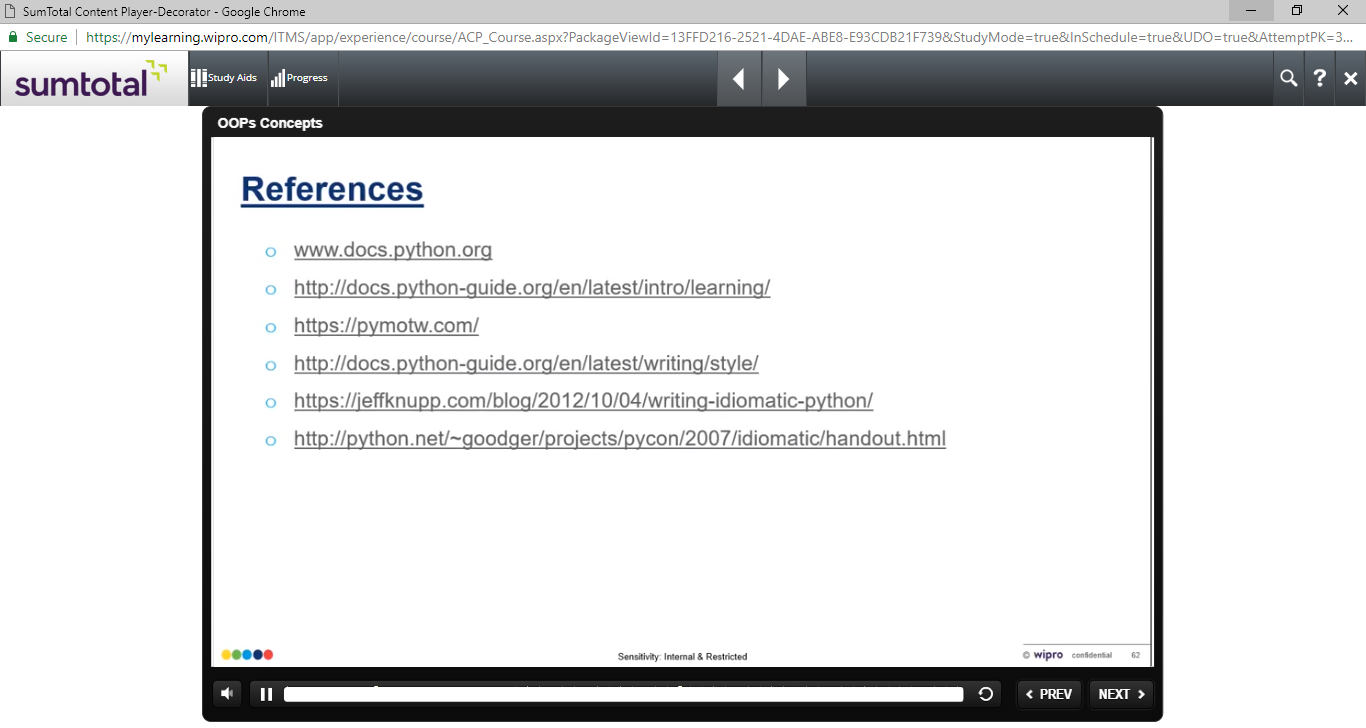 SumTotal Content Player-Decorator - Google Chrome
Secure https://mylearning.wipro.com/ITMS/app/experience/course/ACP_Course.aspx?PackageViewId=13FFD216-2521-4DAE-ABE8-E93CDB21F739&StudyMode=true&InSchedule=true&UDO=true&AttemptPK=3...
sumtotal Study Aids Progress ?
OOPs Concepts
References
o www.docs.python.org
o http://docs.python-guide.org/en/latest/intro/learning/
o https://pymotw.com/
o http://docs.python-guide.org/en/latest/writing/style/
o https://jeffknupp.com/blog/2012/10/04/writing-idiomatic-python/
o http://python.net/~goodger/projects/pycon/2007/idiomatic/handout.html
Sensitivity: Internal & Restricted © wipro confidential 62
PREV NEXT